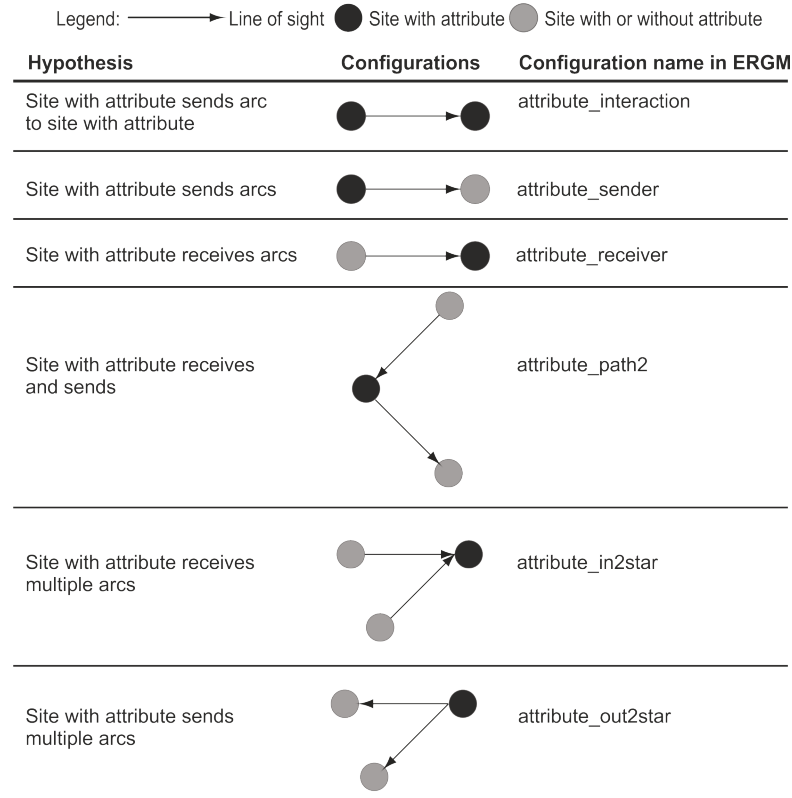 Legend: Line of sight Site with attribute Site with or without attribute
Hypothesis Configurations Configuration name in ERGM
Site with attribute sends arc
to site with attribute
attribute_interaction
Site with attribute sends arcs attribute_sender
Site with attribute receives arcs attribute_receiver
Site with attribute receives
and sends
attribute_path2
Site with attribute receives
multiple arcs
attribute_in2star
Site with attribute sends
multiple arcs
attribute_out2star